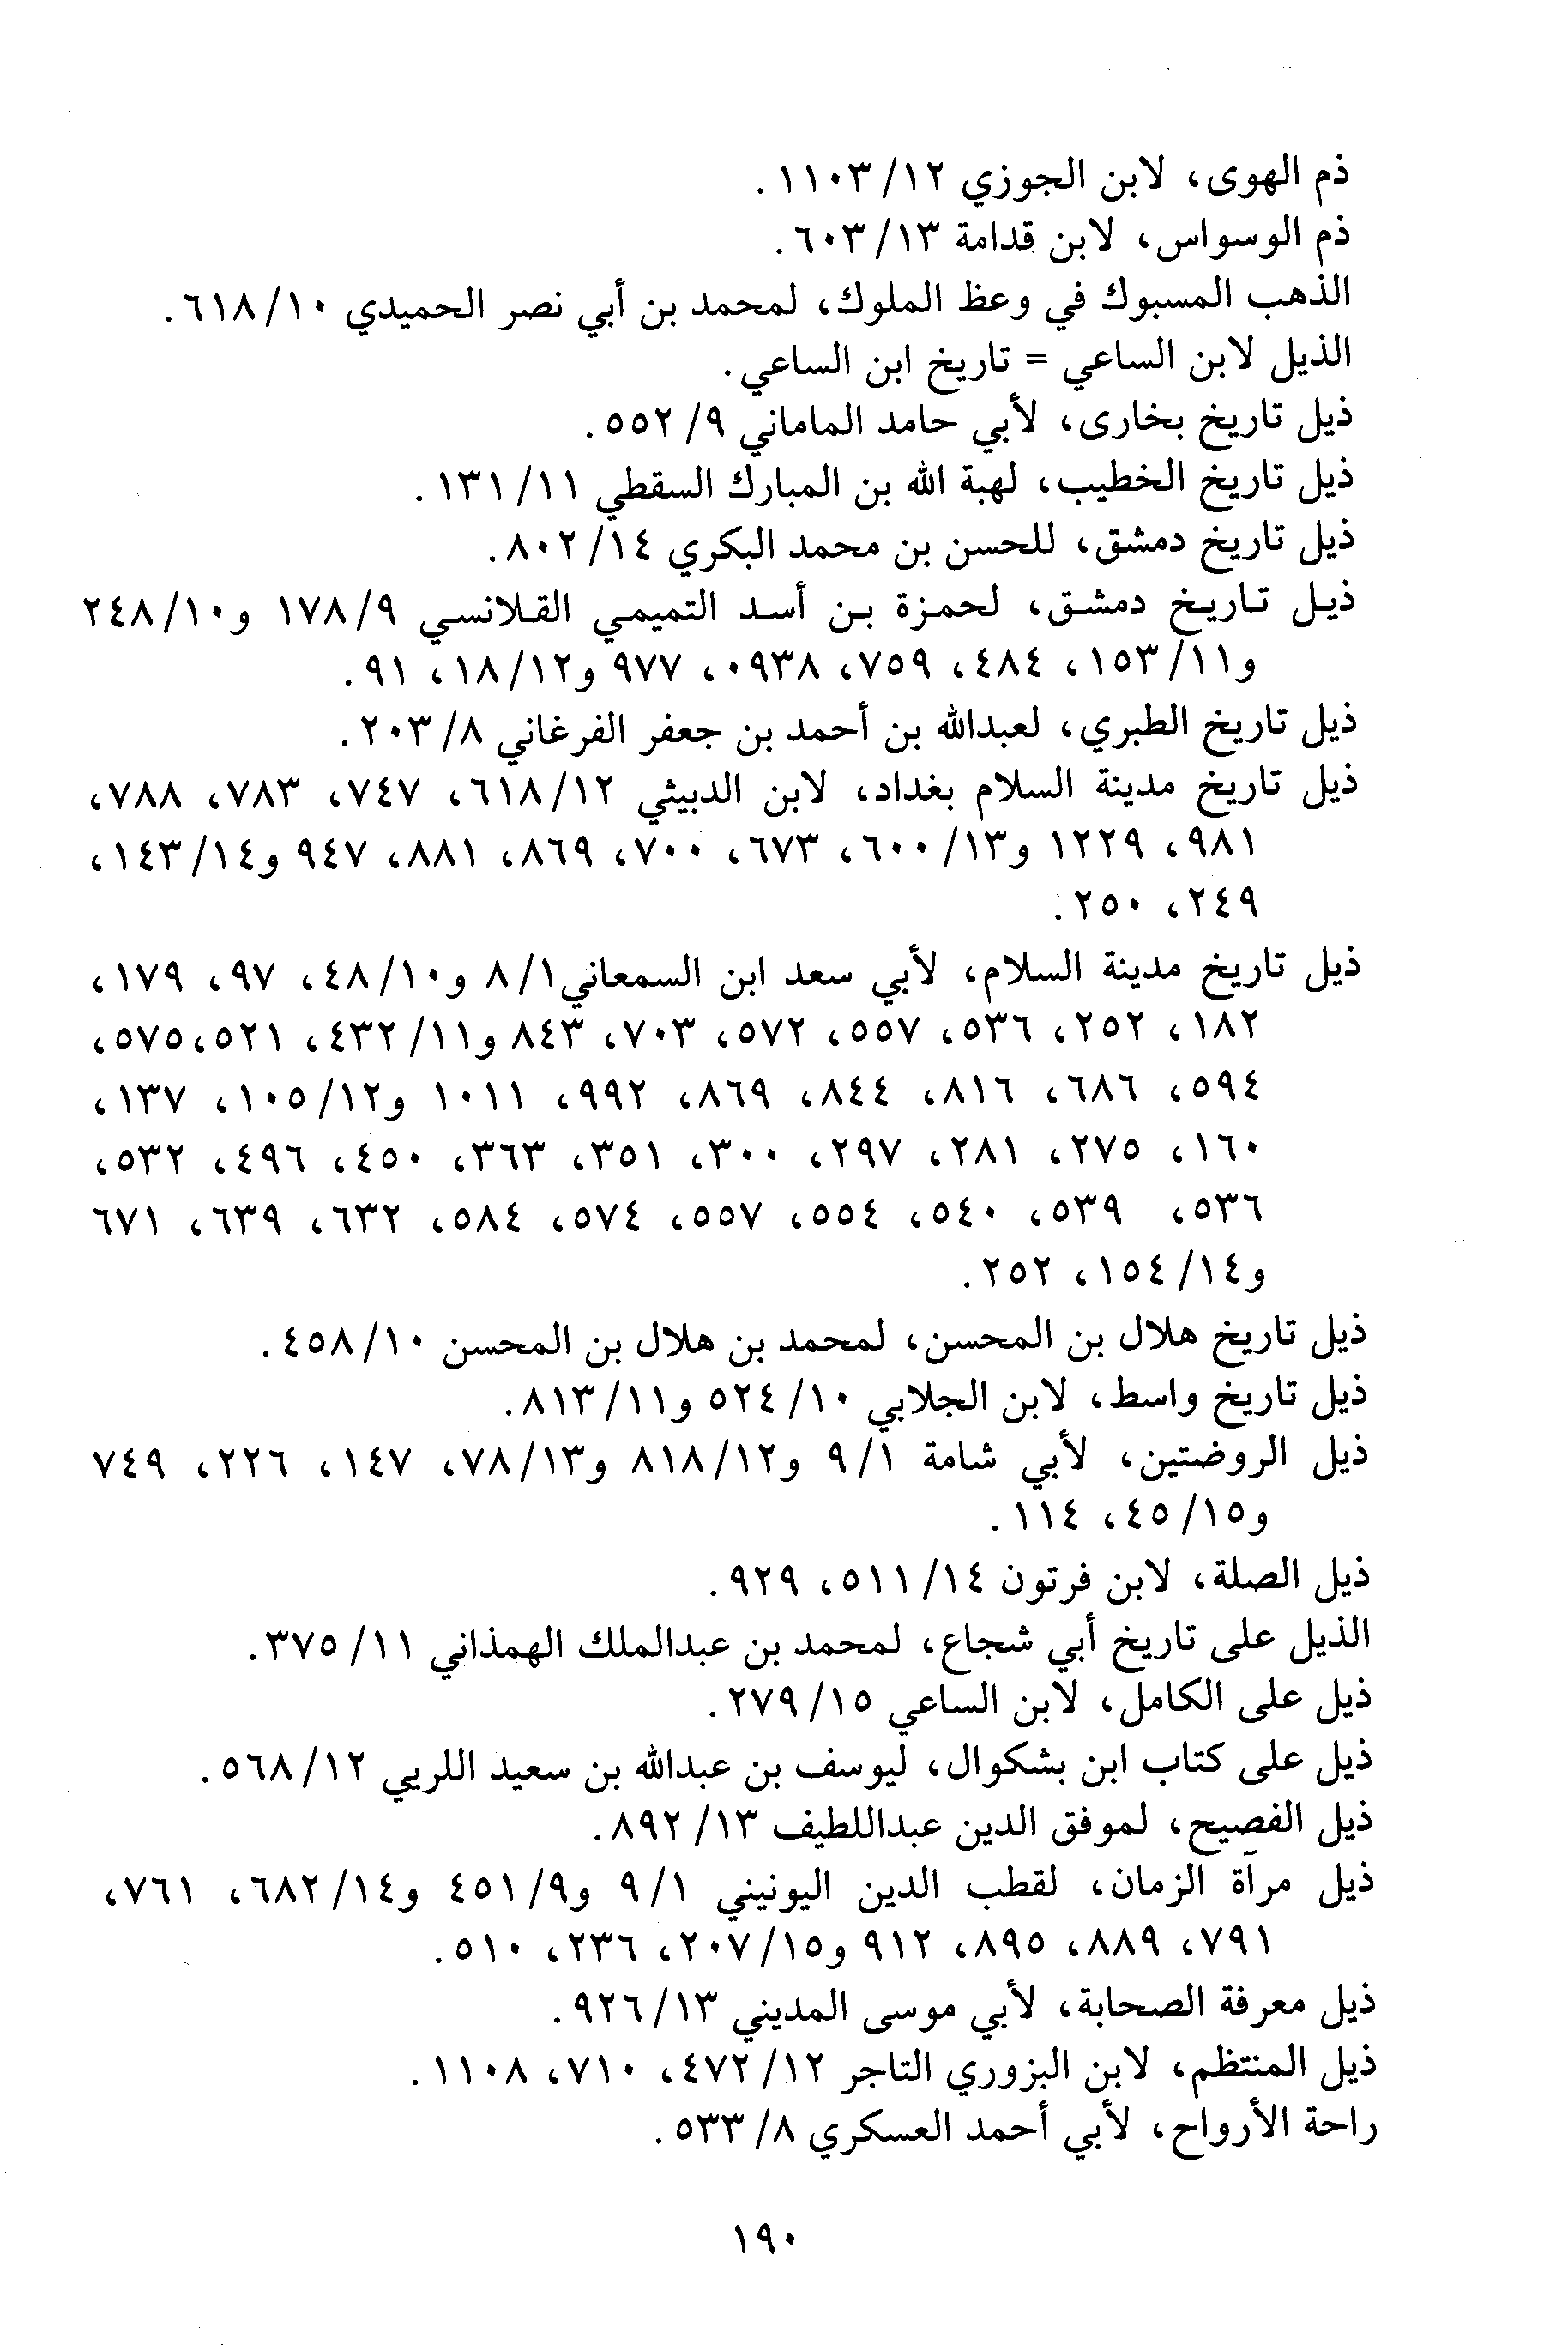 ذم الهوى، لابن الجوزي ١٢/ ١١٠٣.
ذم الوسواس، لابن قدامة ١٣/ ٦٠٣.
الذهب المسبوك في وعظ الملوك، لمحمد بن أبي نصر الحميدي ١٠/ ٦١٨.
الذيل لابن الساعي = تاريخ ابن الساعي.
ذيل تاريخ بخارى، لأبي حامد الماماني ٩/ ٥٥٢.
ذيل تاريخ الخطيب، لهبة الله بن المبارك السقطي ١١/ ١٣١.
ذيل تاريخ دمشق، للحسن بن محمد البكري ١٤/ ٨٠٢.
ذيل تاريخ دمشق، لحمزة بن أسد التميمي القلانسي ٩/ ١٧٨ و١٠/ ٢٤٨
و١١/ ١٥٣، ٤٨٤، ٧٥٩، ٠٩٣٨، ٩٧٧ و١٢/ ١٨، ٩١.
ذيل تاريخ الطبري، لعبدالله بن أحمد بن جعفر الفرغاني ٨/ ٢٠٣.
ذيل تاريخ مدينة السلام بغداد، لابن الدبيثي ١٢/ ٦١٨، ٧٤٧، ٧٨٣، ٧٨٨،
٩٨١، ١٢٢٩ و١٣/ ٦٠٠، ٦٧٣، ٧٠٠، ٨٦٩، ٨٨١، ٩٤٧ و١٤/ ١٤٣،
٢٤٩، ٢٥٠.
ذيل تاريخ مدينة السلام، لأبي سعد ابن السمعاني١/ ٨ و١٠/ ٤٨، ٩٧، ١٧٩،
١٨٢، ٢٥٢، ٥٣٦، ٥٥٧، ٥٧٢، ٧٠٣، ٨٤٣ و١١/ ٤٣٢، ٥٢١،٥٧٥،
٥٩٤، ٦٨٦، ٨١٦، ٨٤٤، ٨٦٩، ٩٩٢، ١٠١١ و١٢/ ١٠٥، ١٣٧،
١٦٠، ٢٧٥، ٢٨١، ٢٩٧، ٣٠٠، ٣٥١، ٣٦٣، ٤٥٠، ٤٩٦، ٥٣٢،
٥٣٦، ٥٣٩، ٥٤٠، ٥٥٤، ٥٥٧، ٥٧٤، ٥٨٤، ٦٣٢، ٦٣٩، ٦٧١
و١٤/ ١٥٤، ٢٥٢.
ذيل تاريخ هلال بن المحسن، لمحمد بن هلال بن المحسن ١٠/ ٤٥٨.
ذيل تاريخ واسط، لابن الجلابي ١٠/ ٥٢٤ و١١/ ٨١٣.
ذيل الروضتين، لأبي شامة ١/ ٩ و١٢/ ٨١٨ و١٣/ ٧٨، ١٤٧، ٢٢٦، ٧٤٩
و١٥/ ٤٥، ١١٤.
ذيل الصلة، لابن فرتون ١٤/ ٥١١، ٩٢٩.
الذيل على تاريخ أبي شجاع، لمحمد بن عبدالملك الهمذاني ١١/ ٣٧٥.
ذيل على الكامل، لابن الساعي ١٥/ ٢٧٩.
ذيل على كتاب ابن بشكوال، ليوسف بن عبدالله بن سعيد اللريي ١٢/ ٥٦٨.
ذيل الفصيح، لموفق الدين عبداللطيف ١٣/ ٨٩٢.
ذيل مرآة الزمان، لقطب الدين اليونيني ١/ ٩ و٩/ ٤٥١ و١٤/ ٦٨٢، ٧٦١،
٧٩١، ٨٨٩، ٨٩٥، ٩١٢ و١٥/ ٢٠٧، ٢٣٦، ٥١٠.
ذيل معرفة الصحابة، لأبي موسى المديني ١٣/ ٩٢٦.
ذيل المنتظم، لابن البزوري التاجر ١٢/ ٤٧٢، ٧١٠، ١١٠٨.
راحة الأرواح، لأبي أحمد العسكري ٨/ ٥٣٣.
١٩٠